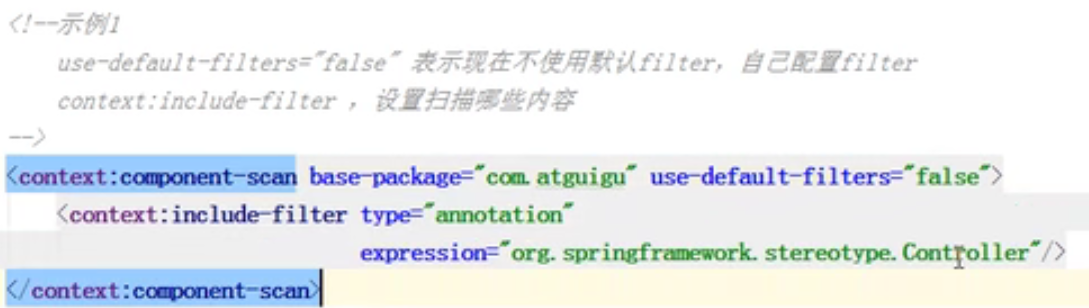 <!--示例1
use-default-filters="false" 表示现在不使用默认filter，自己配置filter
context:include-filter ，设置扫描哪些内容
-->
<context:component-scan base-package="com.atguigu" use-default-filters="false">
<context:include-filter type="annotation"
expression="org.springframework.stereotype.Controller"/>
</context:component-scan>